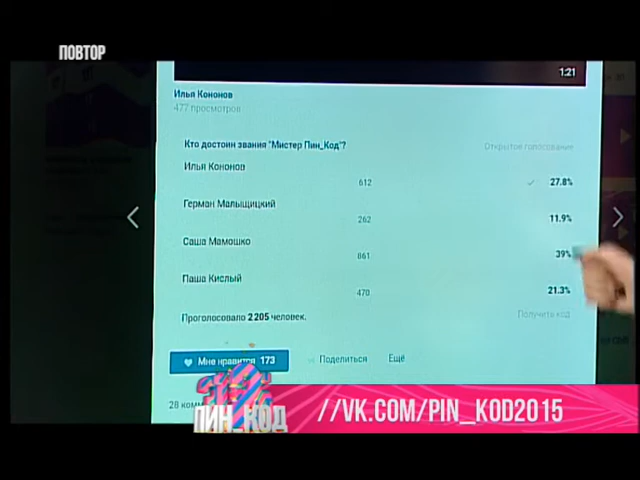 ПОВТОР
1:21
Илья Кононов
477 просмотров
Кто достоин звания "Мистер Пин_Код"?
Открытое голосование
Илья Кононов
612
27.8%
Герман Малыщицкий
262
11.9%
Саша Мамошко
861
39%
Паша Кислый
470
21.3%
Проголосовало 2 205 человек.
Получить код
Мне нравится 173
Поделиться
Ещё
28 комм
ПИН_КОД
//VK.COM/PIN_KOD2015